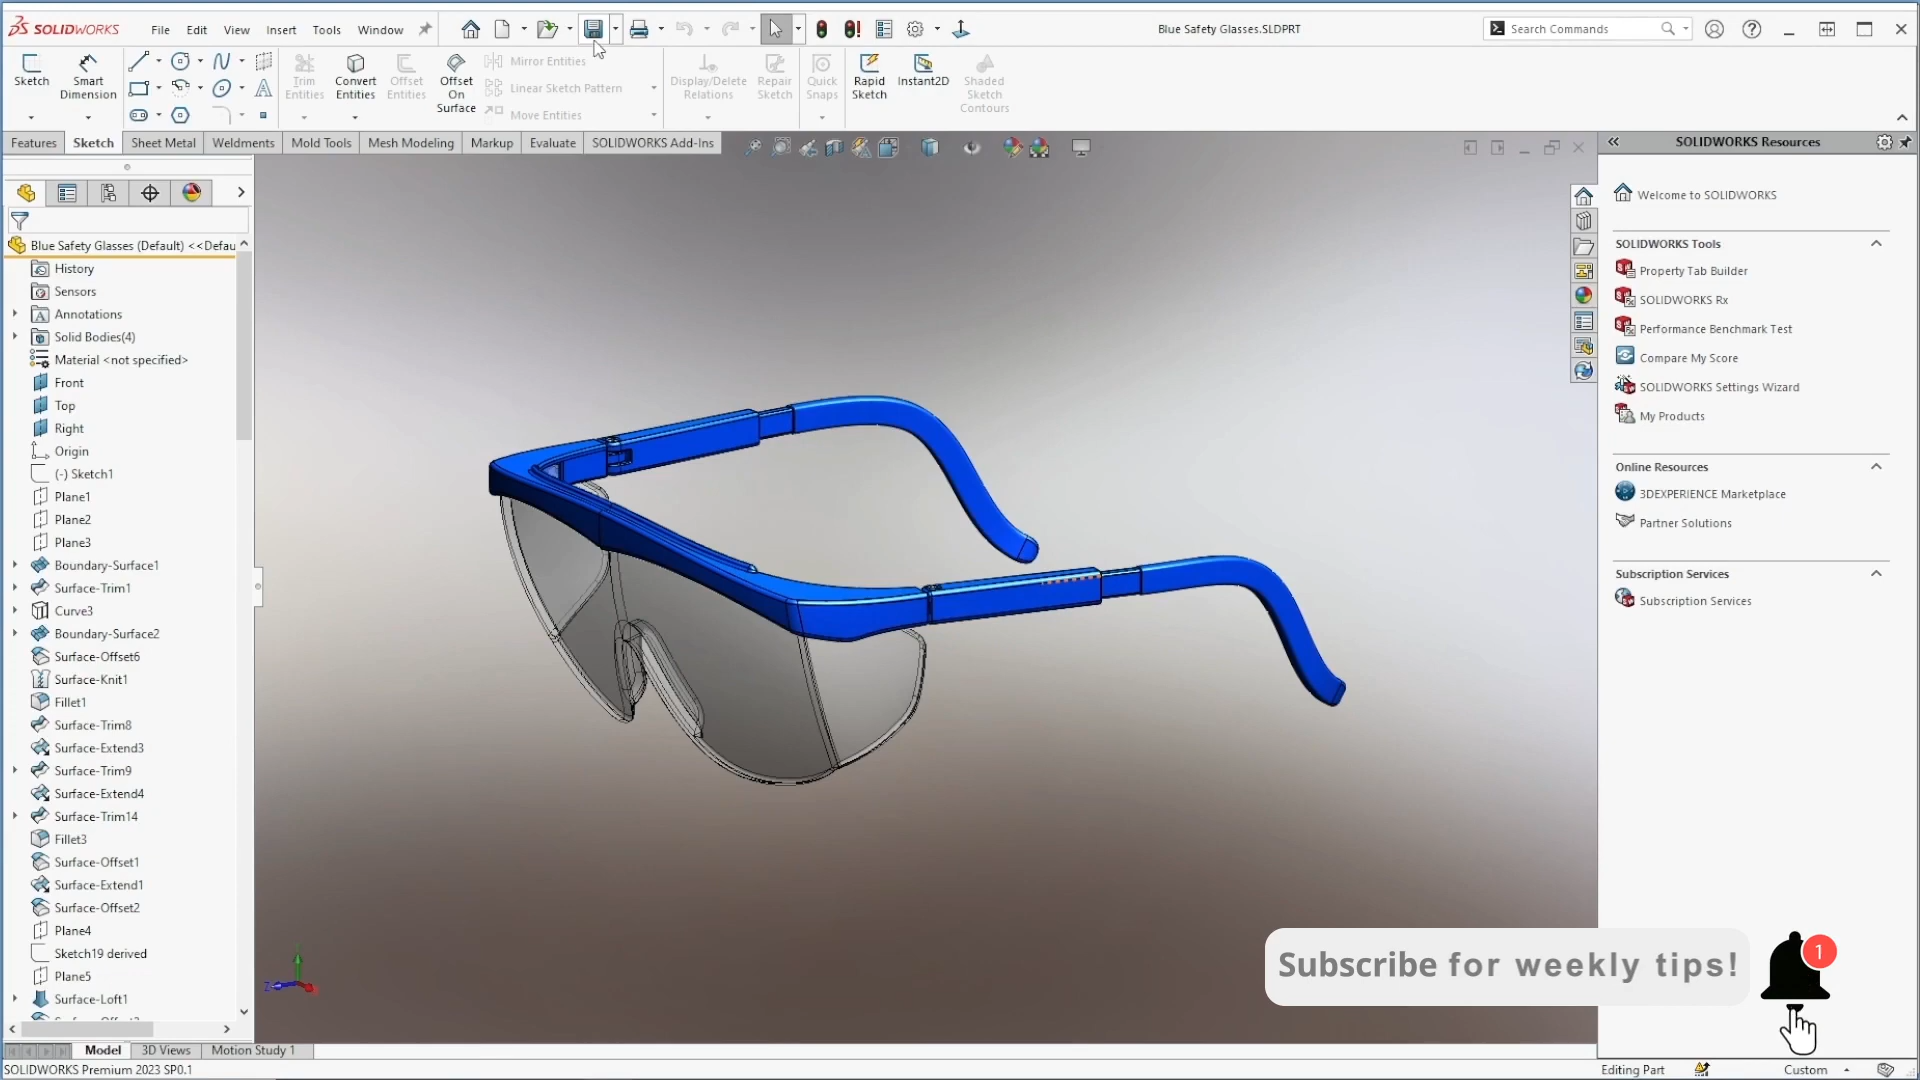 SOLIDWORKS File Edit View Insert Tools Window Blue Safety Glasses.SLDPRT Search Commands
Sketch Smart Dimension Trim Entities Convert Entities Offset Entities Offset On Surface Mirror Entities Linear Sketch Pattern Move Entities Display/Delete Relations Repair Sketch Quick Snaps Rapid Sketch Instant2D Shaded Sketch Contours
Features Sketch Sheet Metal Weldments Mold Tools Mesh Modeling Markup Evaluate SOLIDWORKS Add-Ins
Blue Safety Glasses (Default) <<Defau
History
Sensors
Annotations
Solid Bodies(4)
Material <not specified>
Front
Top
Right
Origin
(-) Sketch1
Plane1
Plane2
Plane3
Boundary-Surface1
Surface-Trim1
Curve3
Boundary-Surface2
Surface-Offset6
Surface-Knit1
Fillet1
Surface-Trim8
Surface-Extend3
Surface-Trim9
Surface-Extend4
Surface-Trim14
Fillet3
Surface-Offset1
Surface-Extend1
Surface-Offset2
Plane4
Sketch19 derived
Plane5
Surface-Loft1
SOLIDWORKS Resources
Welcome to SOLIDWORKS
SOLIDWORKS Tools
Property Tab Builder
SOLIDWORKS Rx
Performance Benchmark Test
Compare My Score
SOLIDWORKS Settings Wizard
My Products
Online Resources
3DEXPERIENCE Marketplace
Partner Solutions
Subscription Services
Subscription Services
Subscribe for weekly tips!
1
Model 3D Views Motion Study 1
SOLIDWORKS Premium 2023 SP0.1 Editing Part Custom